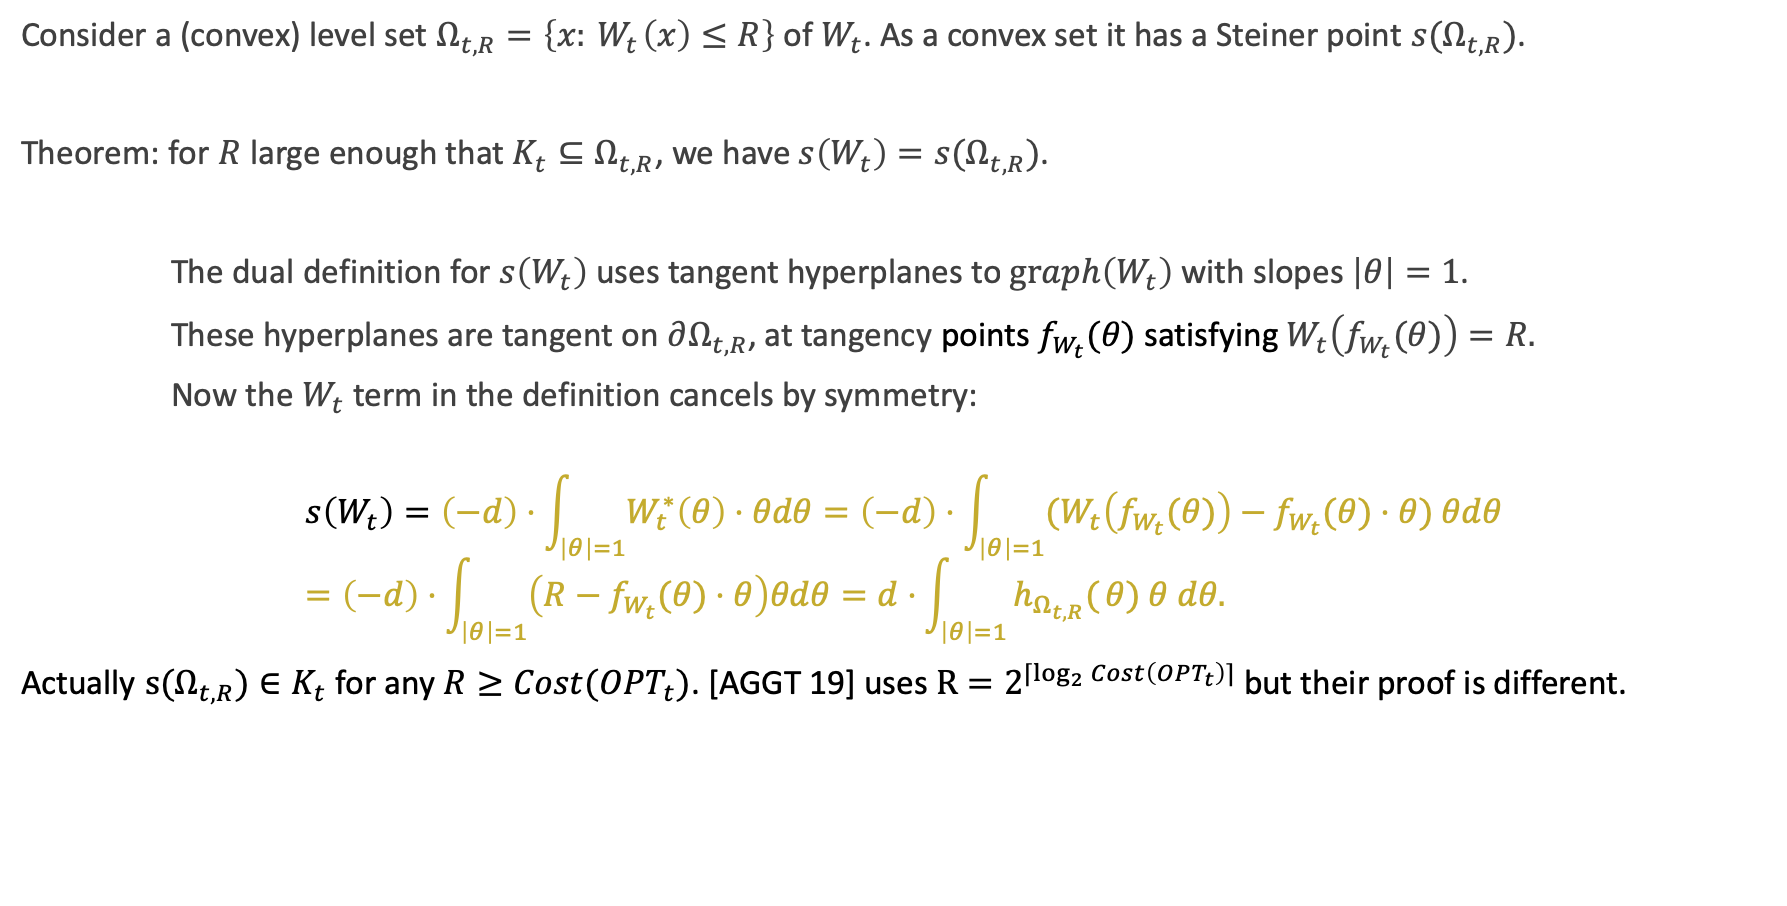 Consider a (convex) level set Ω_{t,R} = {x: W_t (x) ≤ R} of W_t. As a convex set it has a Steiner point s(Ω_{t,R}).
Theorem: for R large enough that K_t ⊆ Ω_{t,R}, we have s(W_t) = s(Ω_{t,R}).
The dual definition for s(W_t) uses tangent hyperplanes to graph(W_t) with slopes |θ| = 1.
These hyperplanes are tangent on ∂Ω_{t,R}, at tangency points f_{W_t}(θ) satisfying W_t(f_{W_t}(θ)) = R.
Now the W_t term in the definition cancels by symmetry:
s(W_t) = (−d) · ∫_{|θ|=1} W_t^*(θ) · θdθ = (−d) · ∫_{|θ|=1} (W_t(f_{W_t}(θ)) − f_{W_t}(θ) · θ) θdθ
= (−d) · ∫_{|θ|=1} (R − f_{W_t}(θ) · θ)θdθ = d · ∫_{|θ|=1} h_{Ω_{t,R}}(θ) θ dθ.
Actually s(Ω_{t,R}) ∈ K_t for any R ≥ Cost(OPT_t). [AGGT 19] uses R = 2^{⌈log_2 Cost(OPT_t)⌉} but their proof is different.